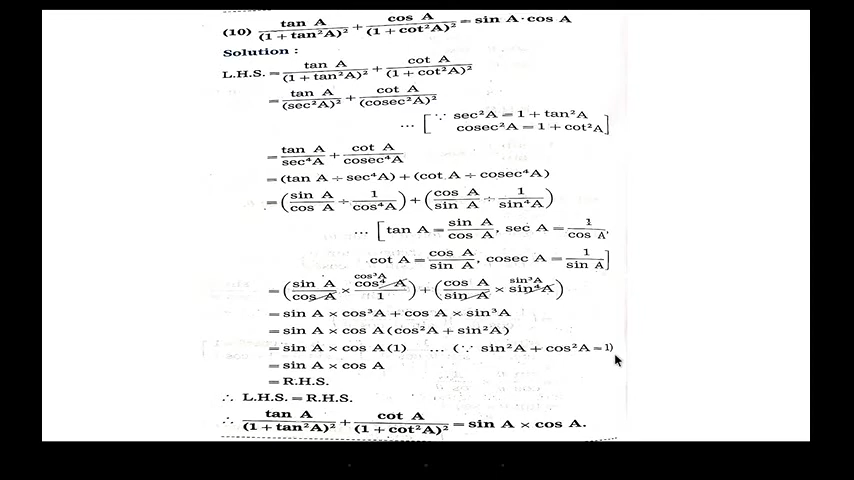 (10) tan A/(1 + tan²A)² + cos A/(1 + cot²A)² = sin A · cos A
Solution :
L.H.S. = tan A/(1 + tan²A)² + cot A/(1 + cot²A)²
= tan A/(sec²A)² + cot A/(cosec²A)²
... [∵ sec²A = 1 + tan²A
cosec²A = 1 + cot²A]
= tan A/sec⁴A + cot A/cosec⁴A
= (tan A ÷ sec⁴A) + (cot A ÷ cosec⁴A)
= (sin A/cos A ÷ 1/cos⁴A) + (cos A/sin A ÷ 1/sin⁴A)
... [tan A = sin A/cos A, sec A = 1/cos A,
cot A = cos A/sin A, cosec A = 1/sin A]
cos³A sin³A
= (sin A/cos A × cos⁴A/1) + (cos A/sin A × sin⁴A)
= sin A × cos³A + cos A × sin³A
= sin A × cos A (cos²A + sin²A)
= sin A × cos A (1) ... (∵ sin²A + cos²A = 1)
= sin A × cos A
= R.H.S.
∴ L.H.S. = R.H.S.
∴ tan A/(1 + tan²A)² + cot A/(1 + cot²A)² = sin A × cos A.